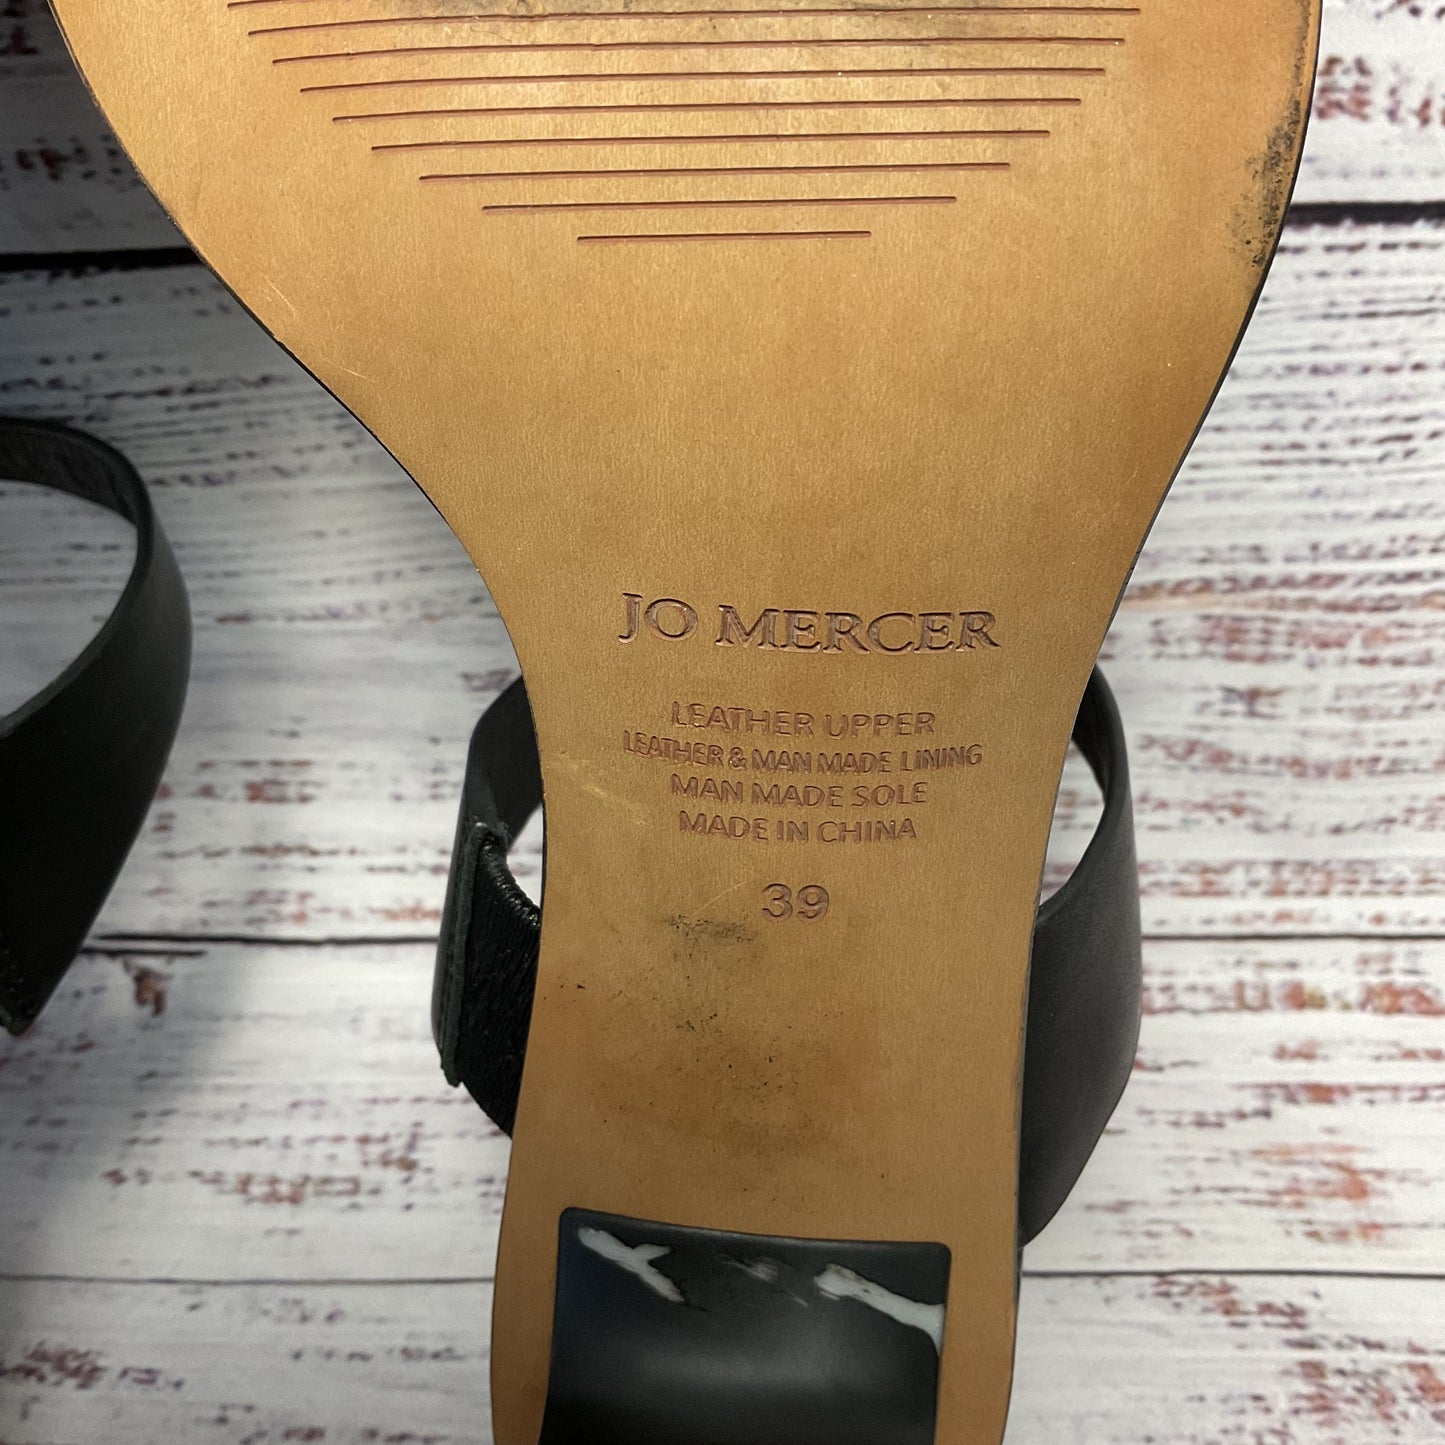 JO MERCER
LEATHER UPPER
LEATHER & MAN MADE LINING
MAN MADE SOLE
MADE IN CHINA
39